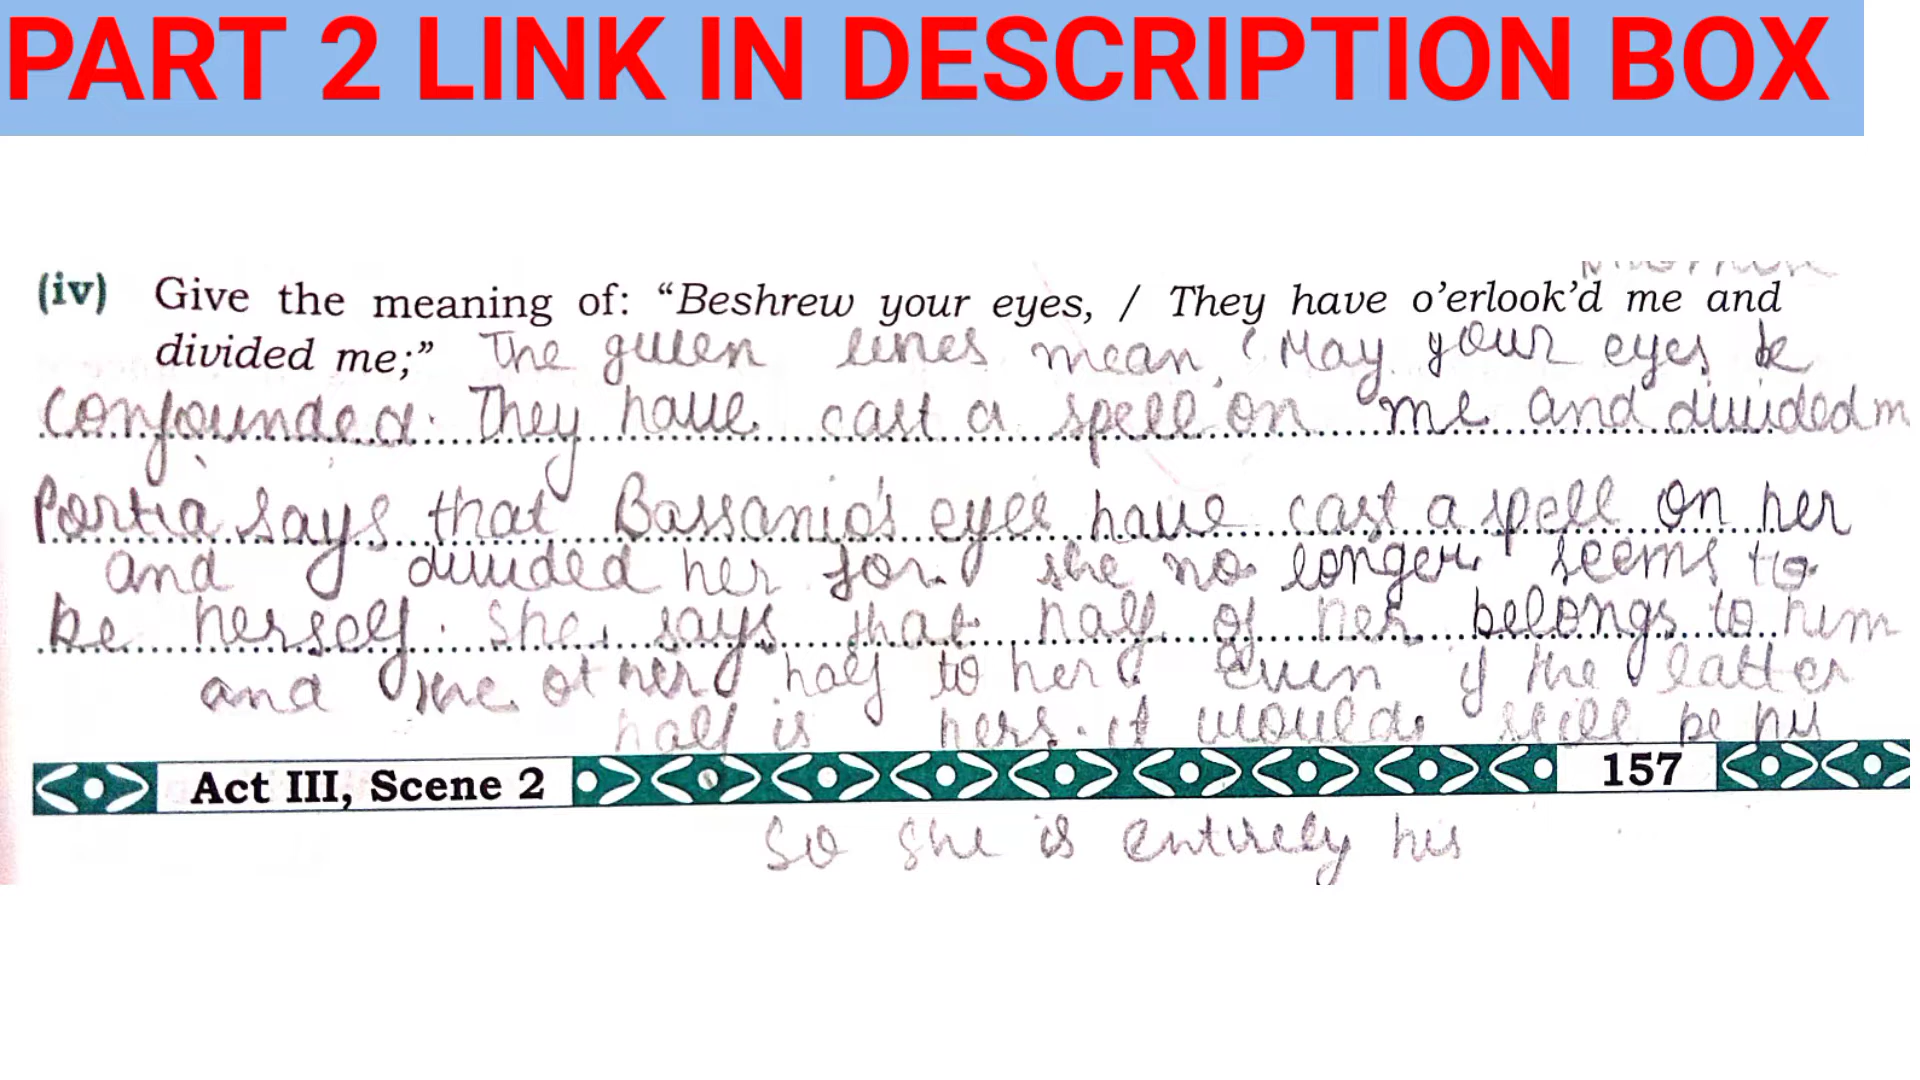 PART 2 LINK IN DESCRIPTION BOX
(iv) Give the meaning of: “Beshrew your eyes, / They have o’erlook’d me and
divided me;” The given lines mean, 'May your eyes be
confounded. They have cast a spell on me and divided m
Portia says that Bassanio's eyes have cast a spell on her
and divided her for she no longer seems to
be herself. She says that half of her belongs to him
and the other half to her. Even if the latter
half is hers it would still be his
Act III, Scene 2 157
So she is entirely his